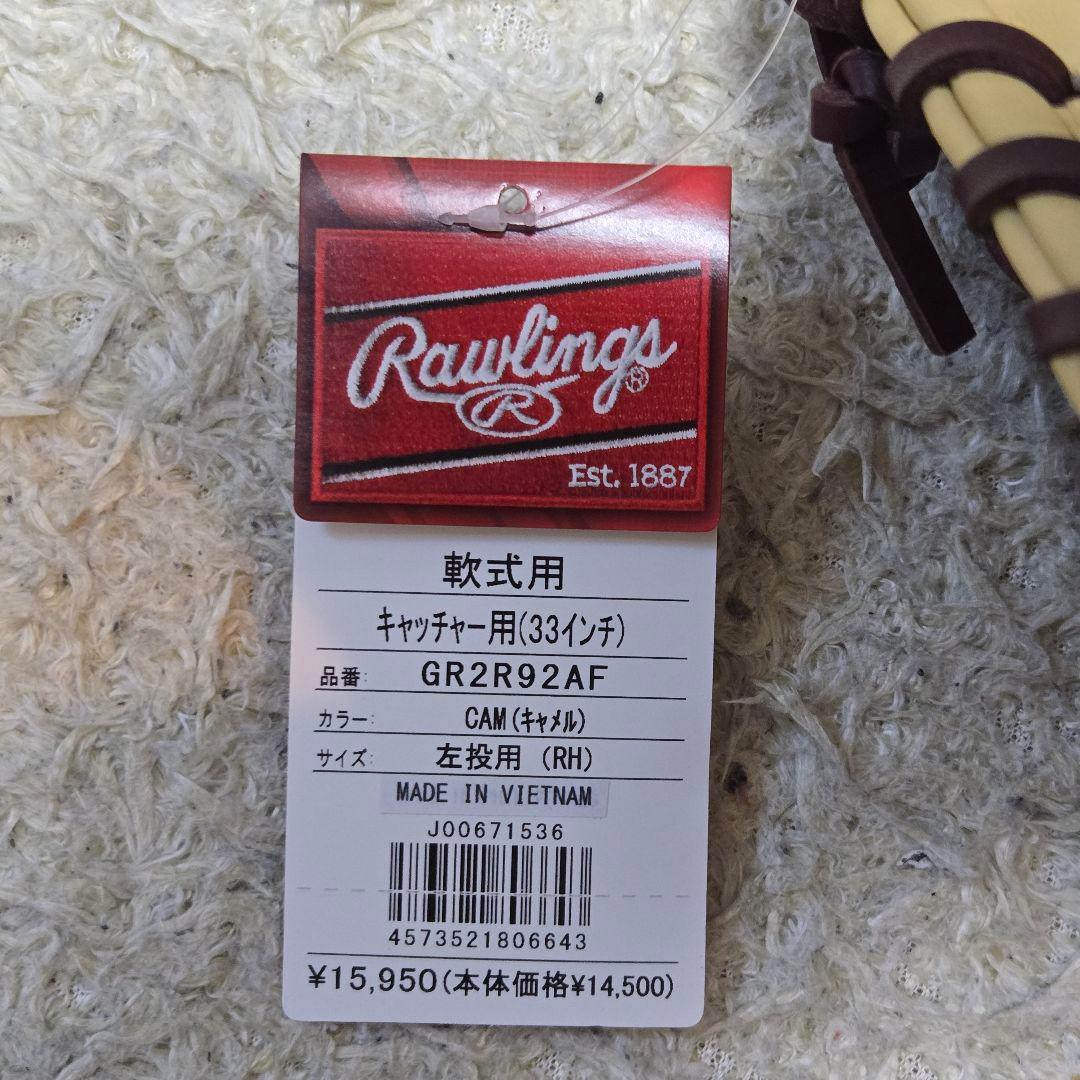 Rawlings®
R
Est. 1887
軟式用
キャッチャー用(33インチ)
品番: GR2R92AF
カラー: CAM(キャメル)
サイズ: 左投用 (RH)
MADE IN VIETNAM
J00671536
4573521806643
¥15,950(本体価格¥14,500)